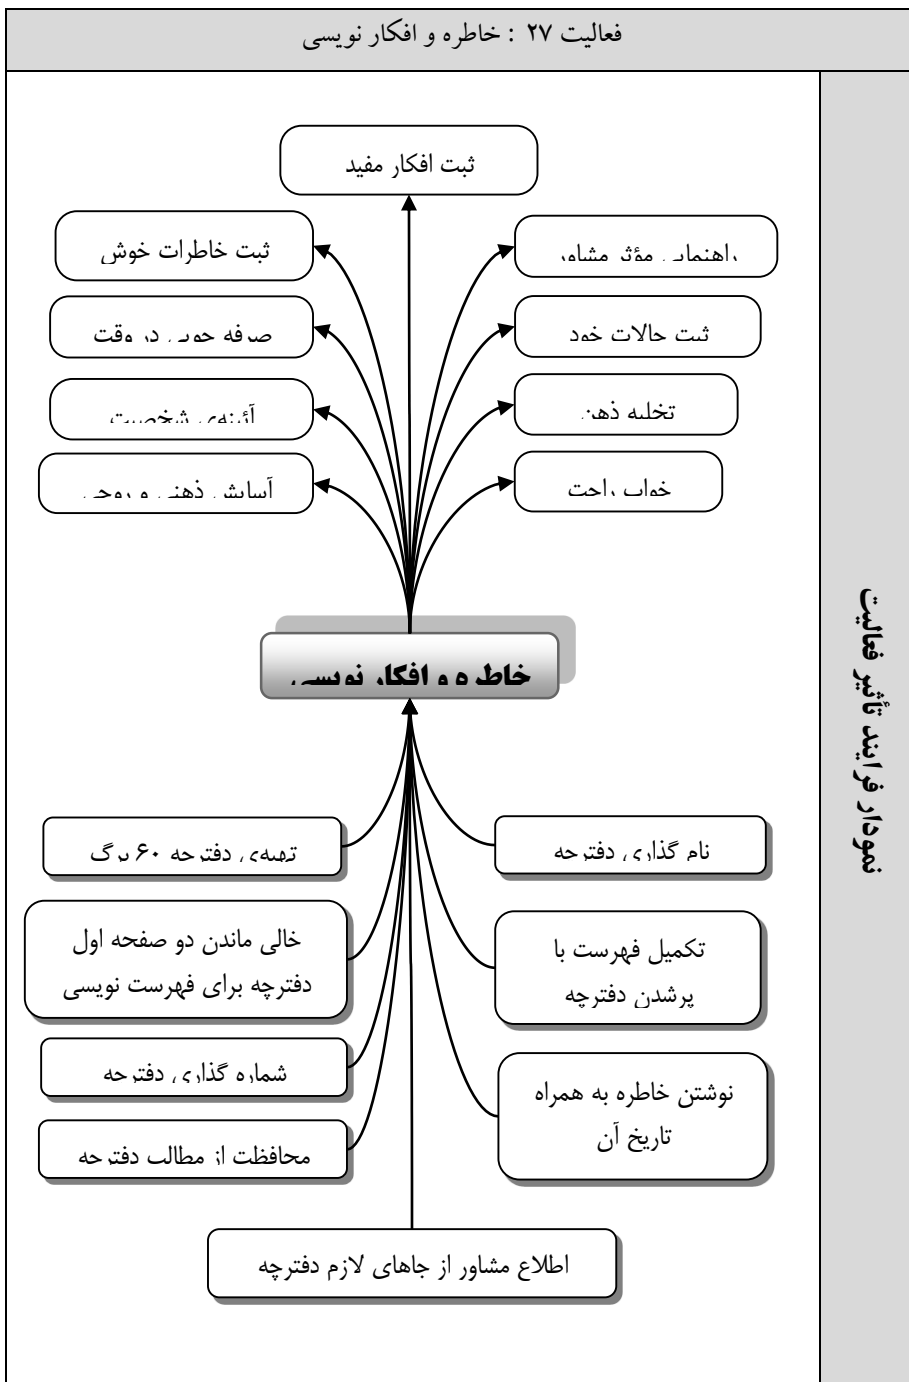 فعالیت ۲۷ : خاطره و افکار نویسی
نمودار فرایند تأثیر فعالیت
ثبت افکار مفید
راهنمایی مؤثر مشاور
ثبت خاطرات خوش
ثبت حالات خود
صرفه جویی در وقت
تخلیه ذهن
آئینه‌ی شخصیت
خواب راحت
آسایش ذهنی و روحی
خاطره و افکار نویسی
نام گذاری دفترچه
تهیه‌ی دفترچه ۶۰ برگ
تکمیل فهرست با
پرشدن دفترچه
خالی ماندن دو صفحه اول
دفترچه برای فهرست نویسی
نوشتن خاطره به همراه
تاریخ آن
شماره گذاری دفترچه
محافظت از مطالب دفترچه
اطلاع مشاور از جاهای لازم دفترچه